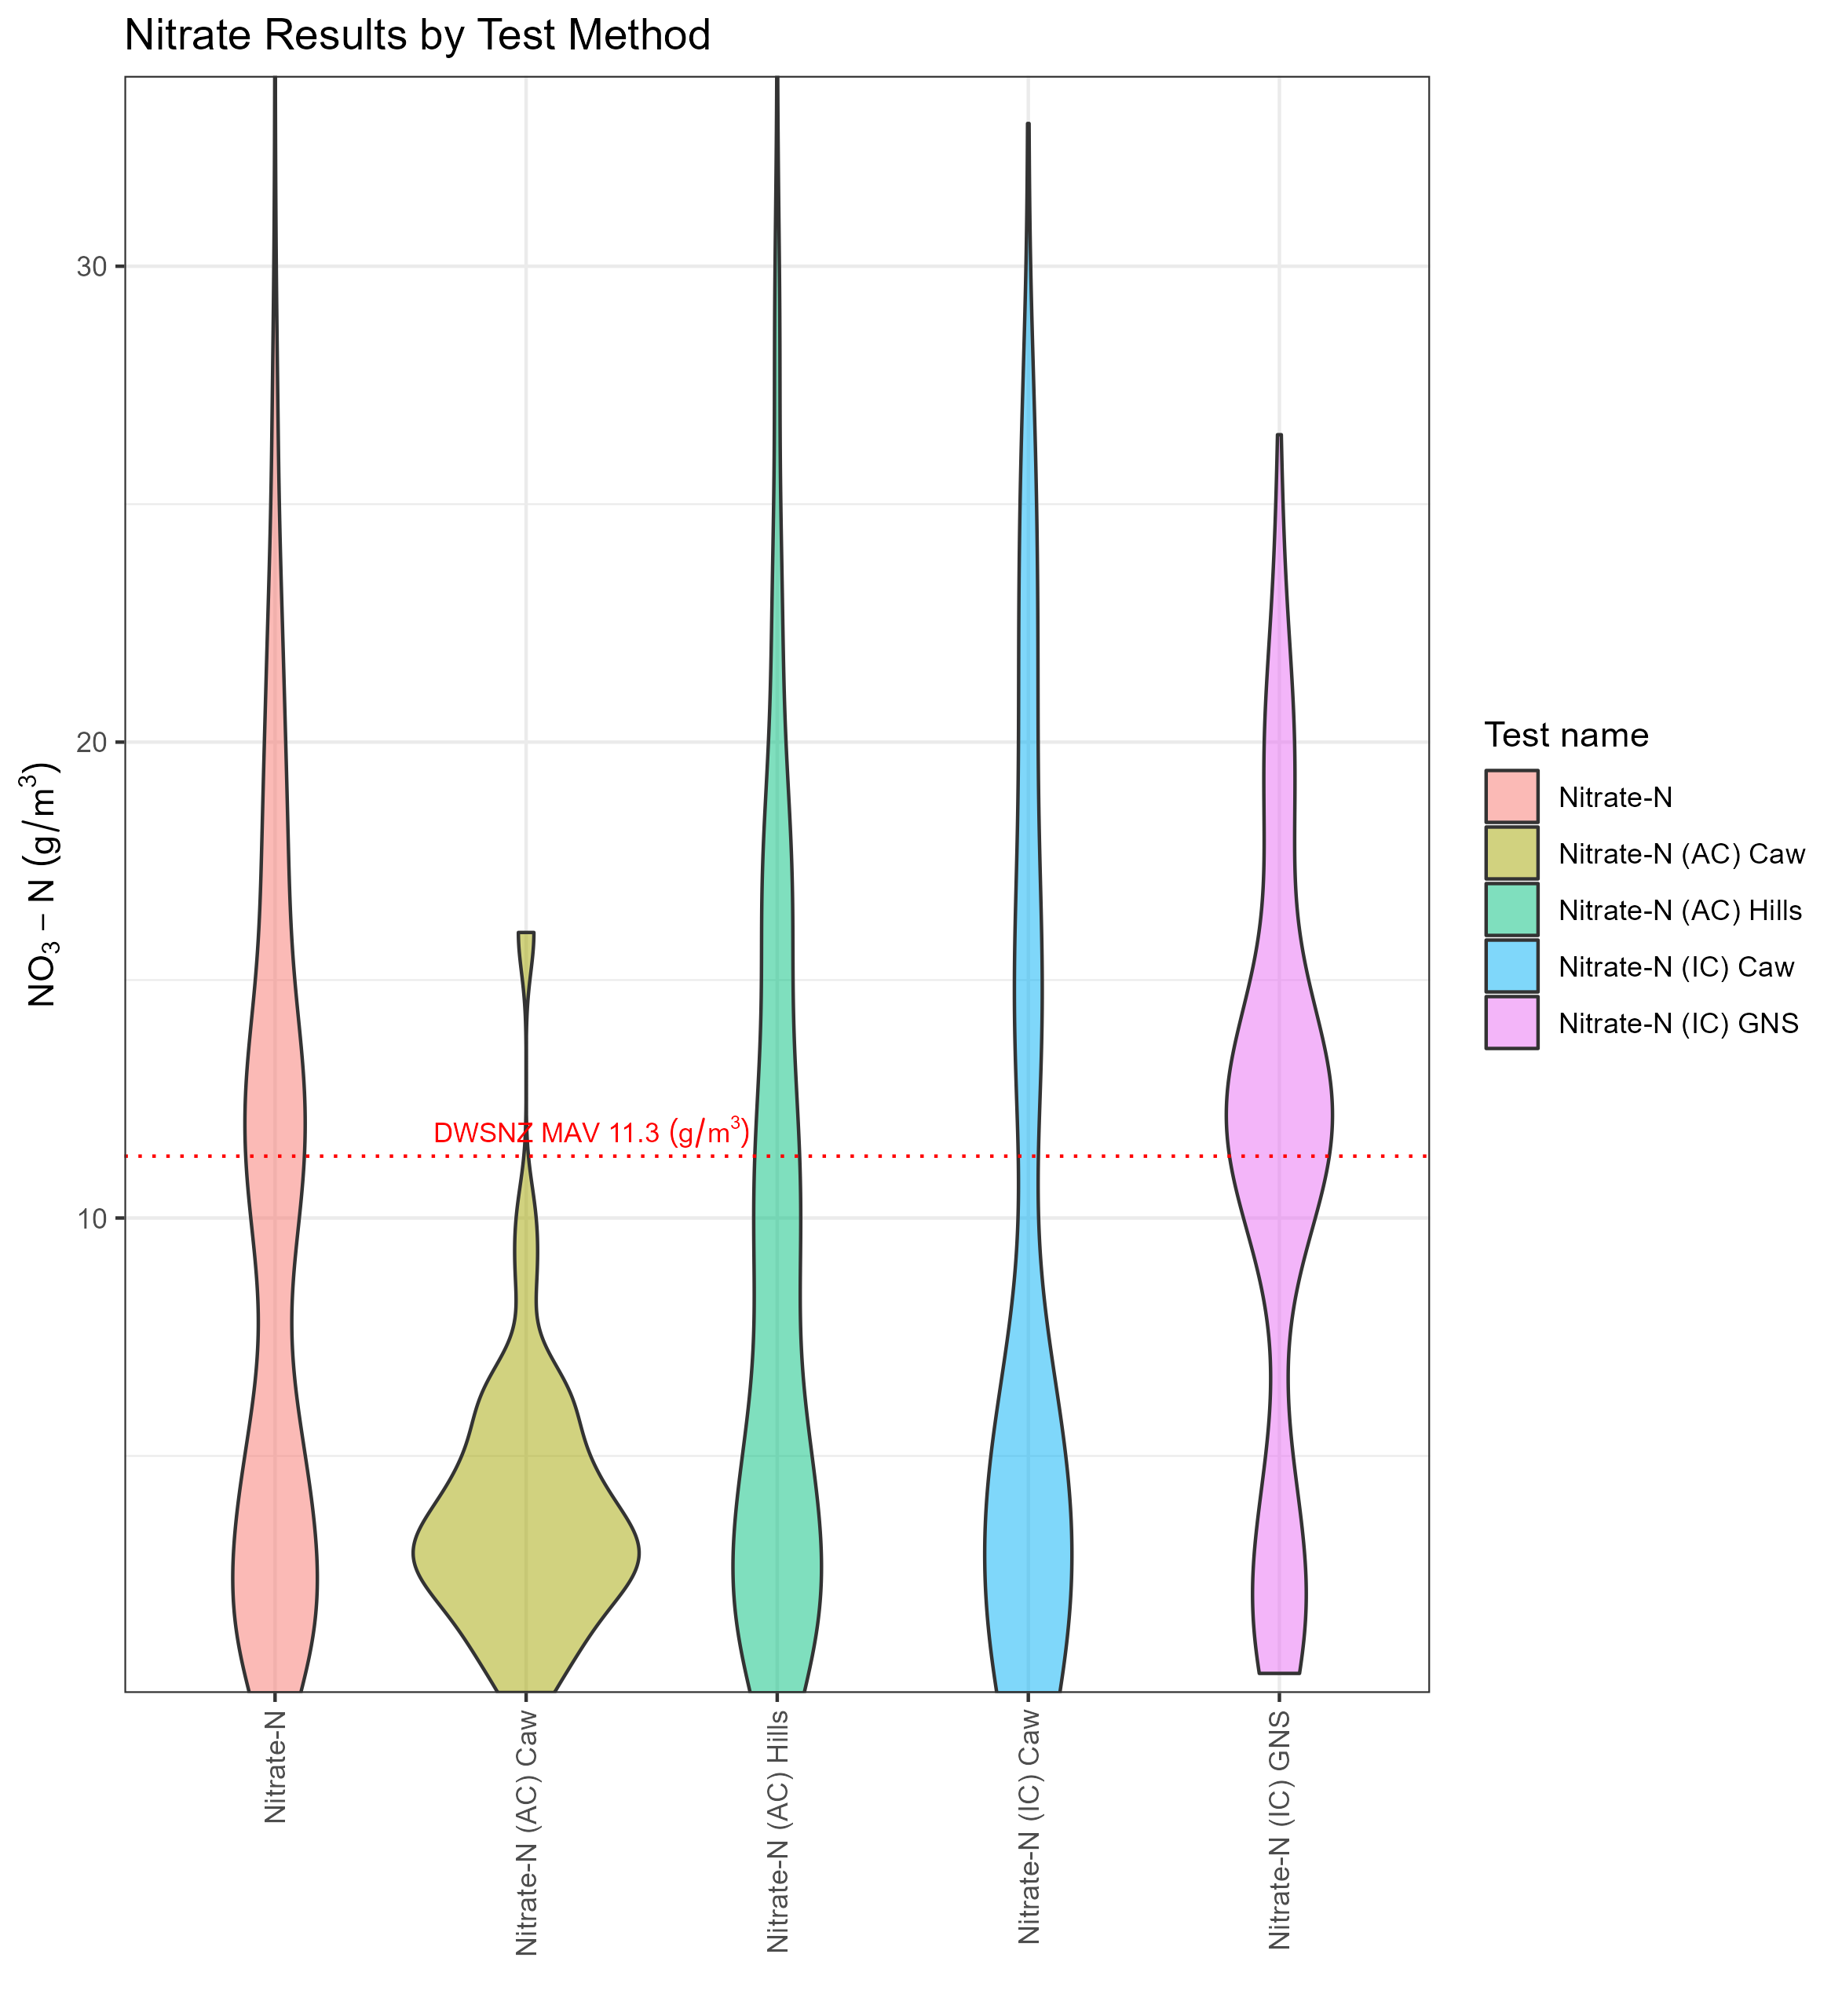 Nitrate Results by Test Method
NO₃ – N (g/m³)
30
20
10
DWSNZ MAV 11.3 (g/m³)
Nitrate-N
Nitrate-N (AC) Caw
Nitrate-N (AC) Hills
Nitrate-N (IC) Caw
Nitrate-N (IC) GNS
Test name
Nitrate-N
Nitrate-N (AC) Caw
Nitrate-N (AC) Hills
Nitrate-N (IC) Caw
Nitrate-N (IC) GNS